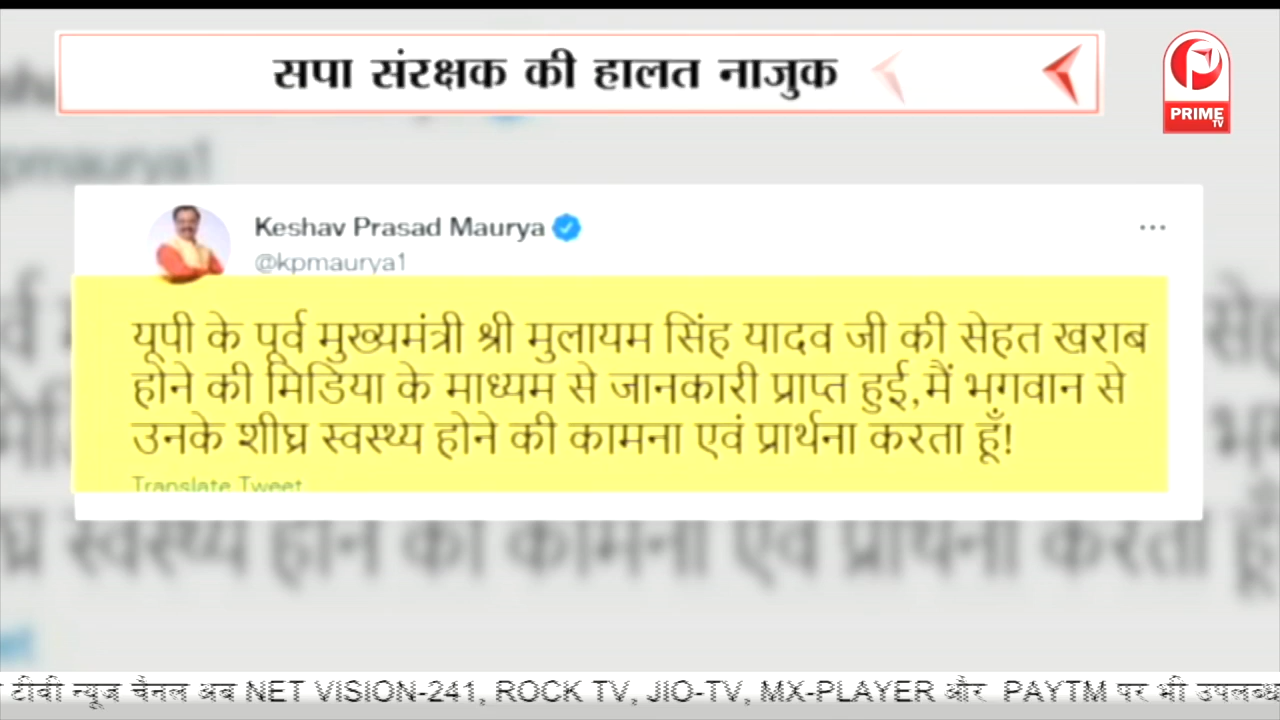 सपा संरक्षक की हालत नाजुक
PRIME
TV
Keshav Prasad Maurya
@kpmaurya1
यूपी के पूर्व मुख्यमंत्री श्री मुलायम सिंह यादव जी की सेहत खराब
होने की मिडिया के माध्यम से जानकारी प्राप्त हुई,मैं भगवान से
उनके शीघ्र स्वस्थ्य होने की कामना एवं प्रार्थना करता हूँ!
Translate Tweet
टीवी न्यूज चैनल अब NET VISION-241, ROCK TV, JIO-TV, MX-PLAYER और PAYTM पर भी उपलब्ध